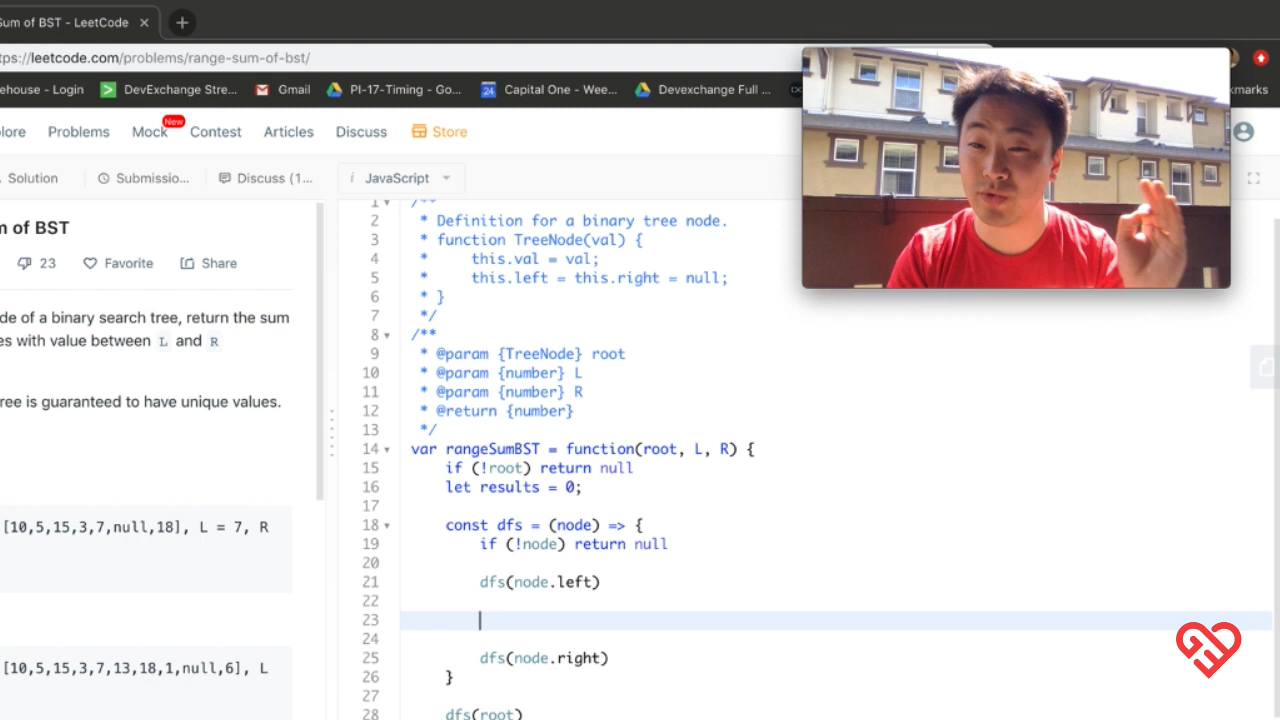 Sum of BST - LeetCode
tps://leetcode.com/problems/range-sum-of-bst/
ehouse - Login
DevExchange Stre...
Gmail
PI-17-Timing - Go...
24
Capital One - Wee...
Devexchange Full ...
marks
lore
Problems
Mock
New
Contest
Articles
Discuss
Store
Solution
Submissio...
Discuss (1...
i JavaScript
m of BST
23
Favorite
Share
de of a binary search tree, return the sum
es with value between L and R
ree is guaranteed to have unique values.
[10,5,15,3,7,null,18], L = 7, R
[10,5,15,3,7,13,18,1,null,6], L
1 /**
2 * Definition for a binary tree node.
3 * function TreeNode(val) {
4 *     this.val = val;
5 *     this.left = this.right = null;
6 * }
7 */
8 /**
9 * @param {TreeNode} root
10 * @param {number} L
11 * @param {number} R
12 * @return {number}
13 */
14 var rangeSumBST = function(root, L, R) {
15 if (!root) return null
16 let results = 0;
17
18 const dfs = (node) => {
19 if (!node) return null
20
21 dfs(node.left)
22
23
24
25 dfs(node.right)
26 }
27
28 dfs(root)